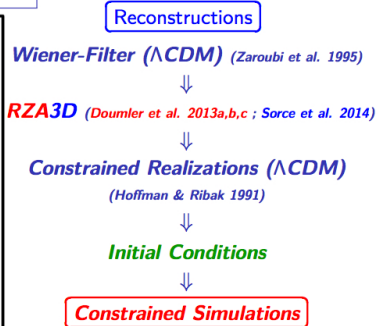 Reconstructions
Wiener-Filter (ΛCDM) (Zaroubi et al. 1995)
⇓
RZA3D (Doumler et al. 2013a,b,c ; Sorce et al. 2014)
⇓
Constrained Realizations (ΛCDM)
(Hoffman & Ribak 1991)
⇓
Initial Conditions
⇓
Constrained Simulations